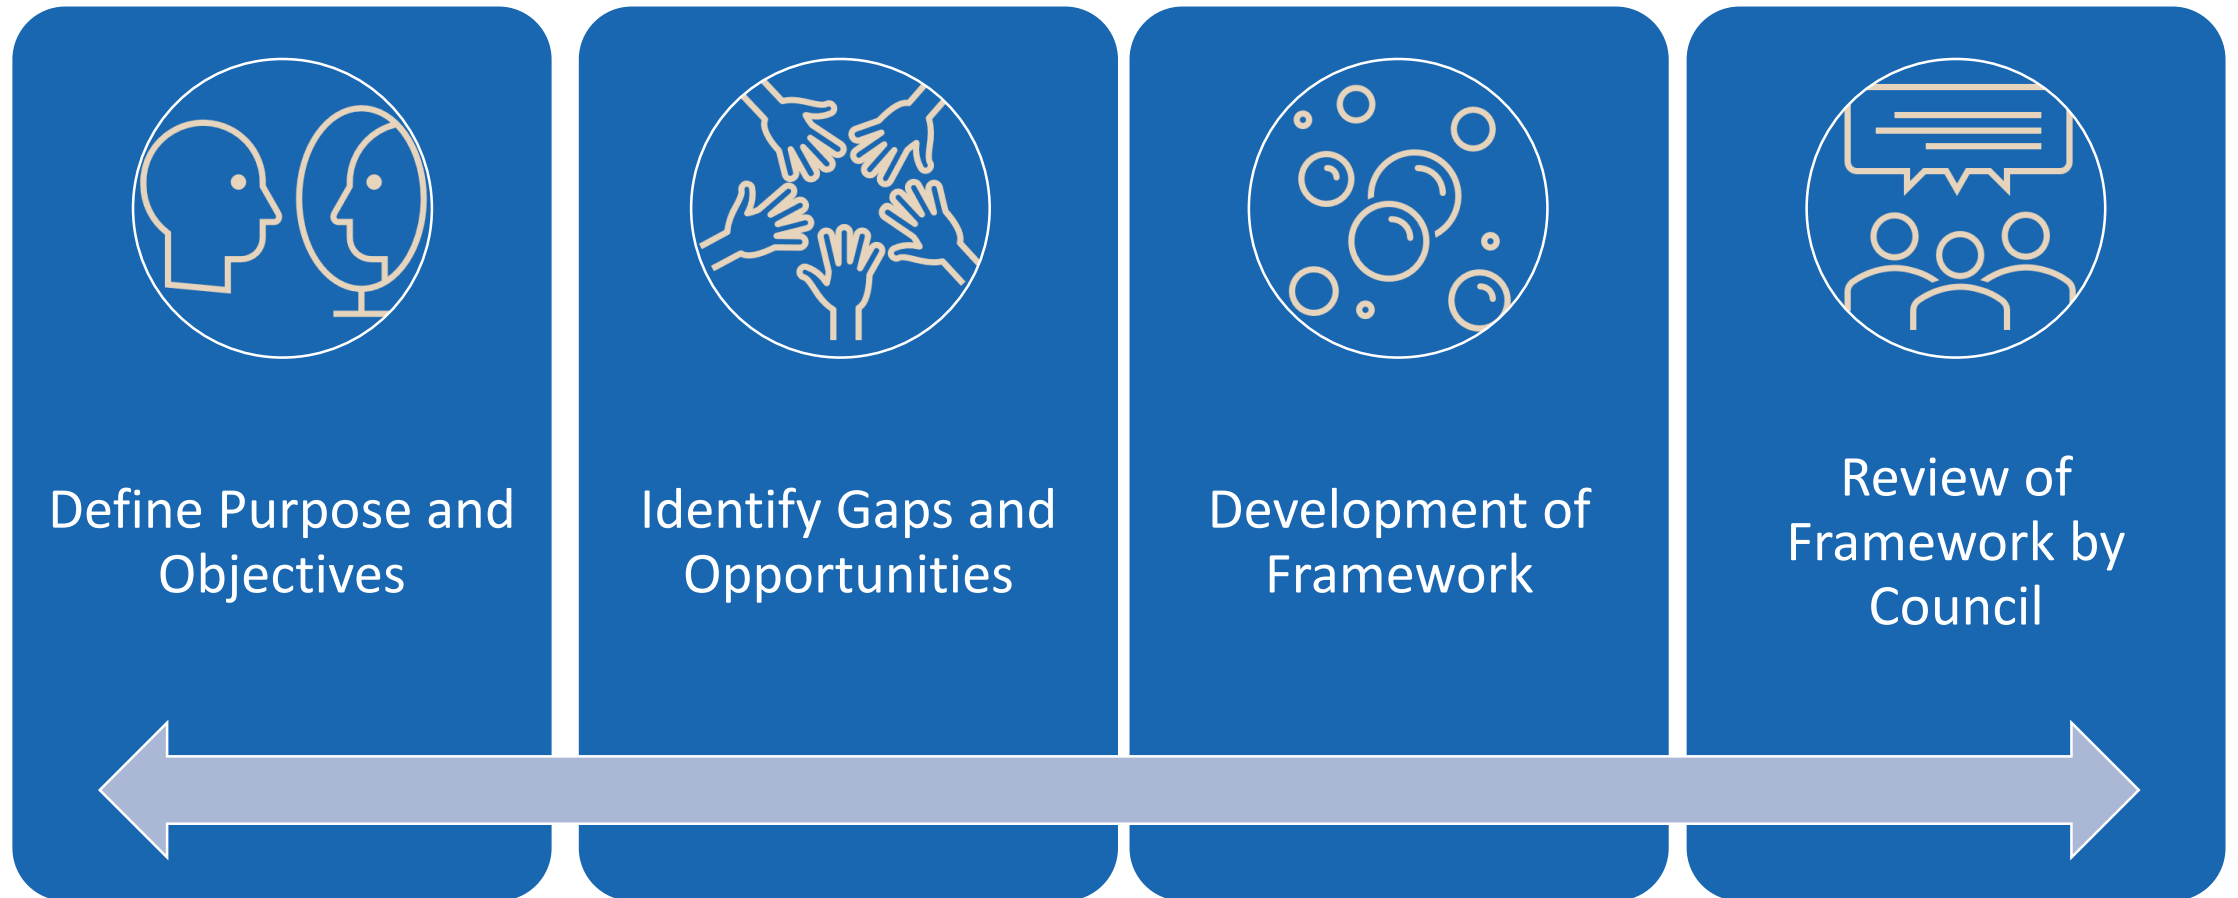 Define Purpose and
Objectives
Identify Gaps and
Opportunities
Development of
Framework
Review of
Framework by
Council